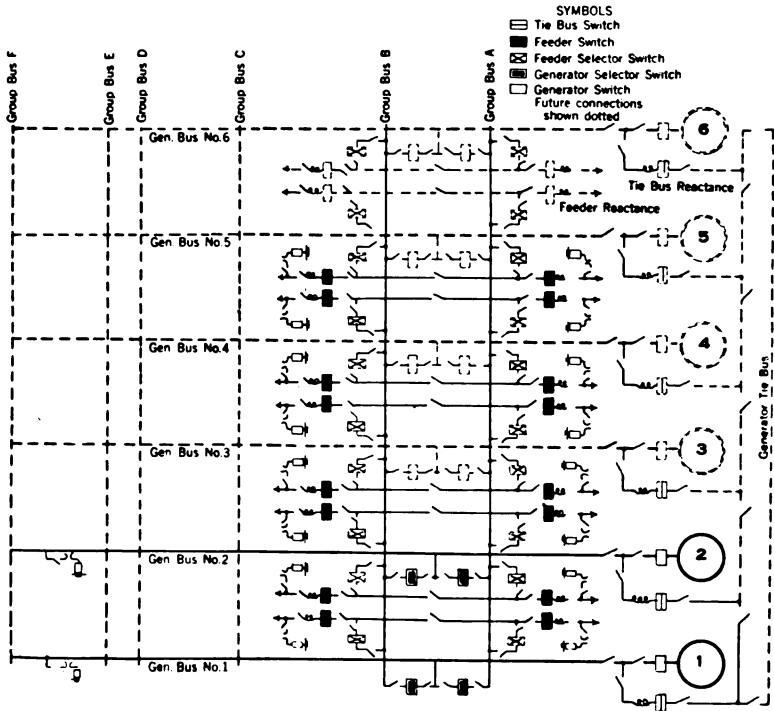 SYMBOLS
Tie Bus Switch
Feeder Switch
Feeder Selector Switch
Generator Selector Switch
Generator Switch
Future connections
shown dotted
Group Bus F
Group Bus E
Group Bus D
Group Bus C
Group Bus B
Group Bus A
Gen. Bus No.6
6
Tie Bus Reactance
Feeder Reactance
Gen. Bus No.5
5
Gen. Bus No.4
4
Generator Tie Bus
Gen. Bus No.3
3
Gen. Bus No.2
2
Gen. Bus No.1
1